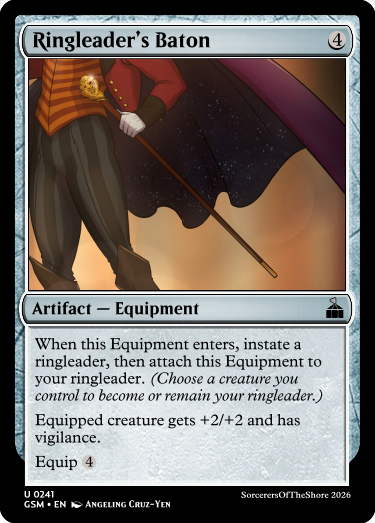 Ringleader's Baton 4
Artifact — Equipment
When this Equipment enters, instate a
ringleader, then attach this Equipment to
your ringleader. (Choose a creature you
control to become or remain your ringleader.)
Equipped creature gets +2/+2 and has
vigilance.
Equip 4
U 0241
GSM • EN Angeling Cruz-Yen
SorcerersOfTheShore 2026